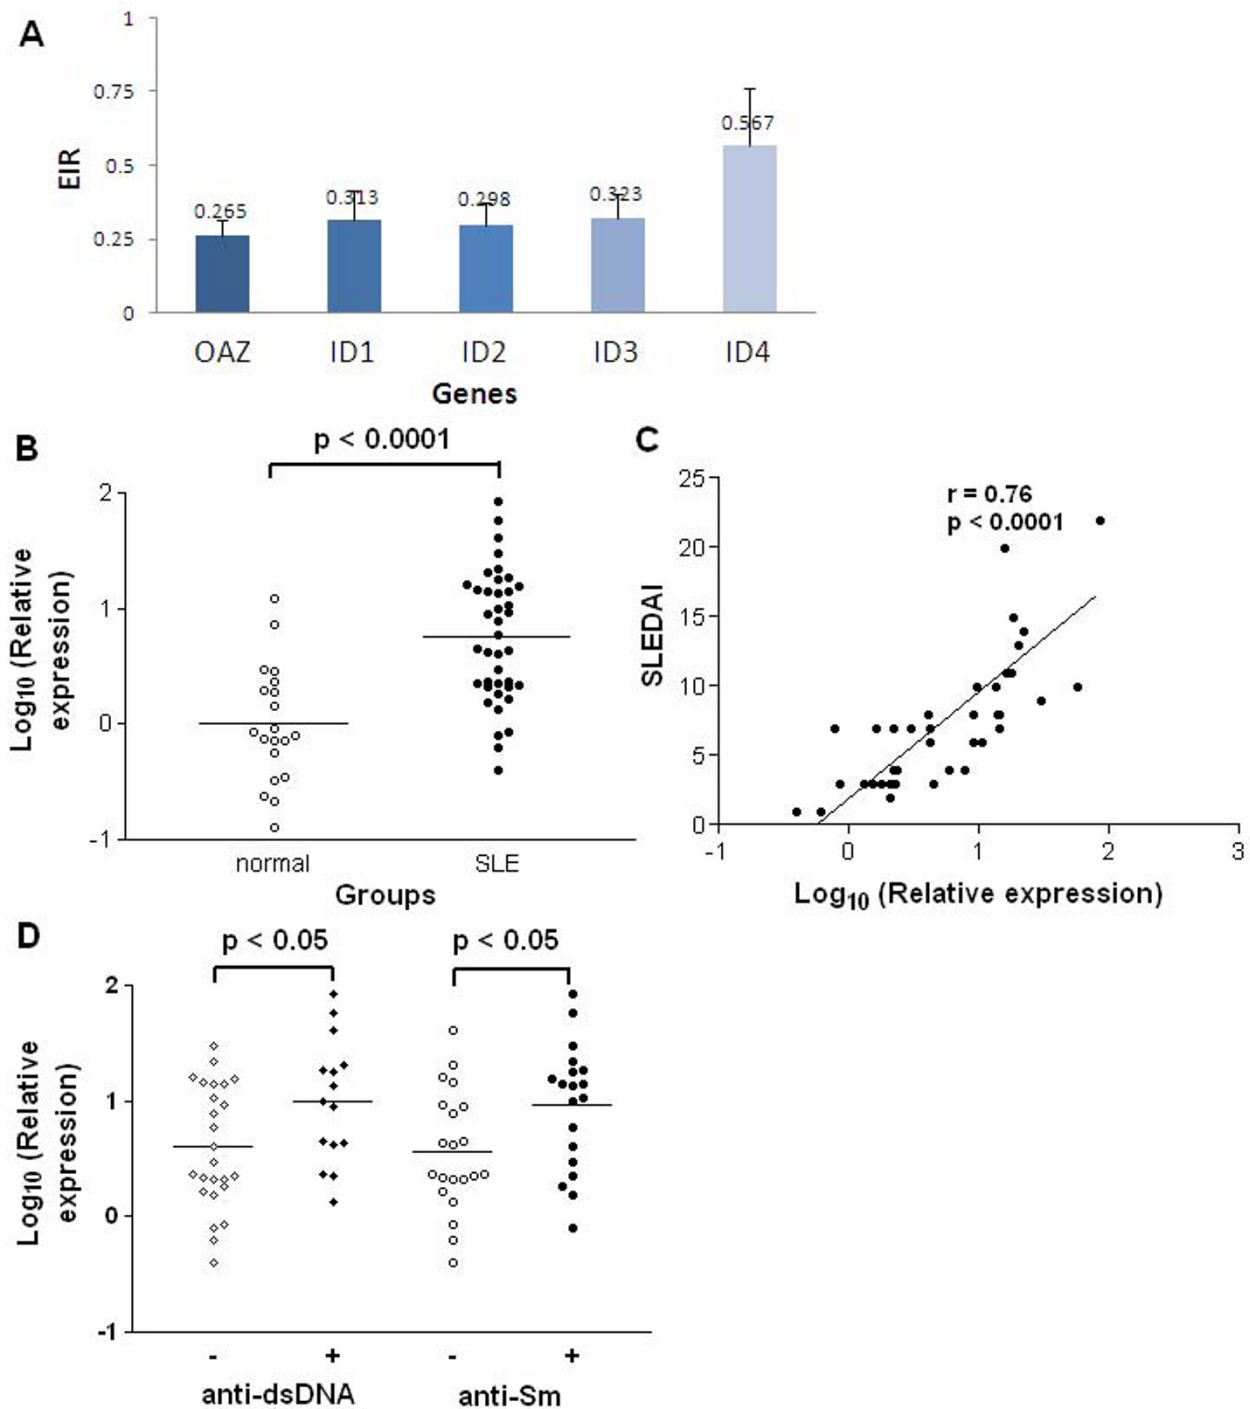 A
1
0.75
0.5
0.25
0
EIR
0.265
0.313
0.298
0.323
0.567
OAZ ID1 ID2 ID3 ID4
Genes
B
p < 0.0001
2
1
0
-1
Log10 (Relative
expression)
normal SLE
Groups
C
25
20
15
10
5
0
SLEDAI
r = 0.76
p < 0.0001
-1 0 1 2 3
Log10 (Relative expression)
D
p < 0.05 p < 0.05
2
1
0
-1
Log10 (Relative
expression)
- + - +
anti-dsDNA anti-Sm